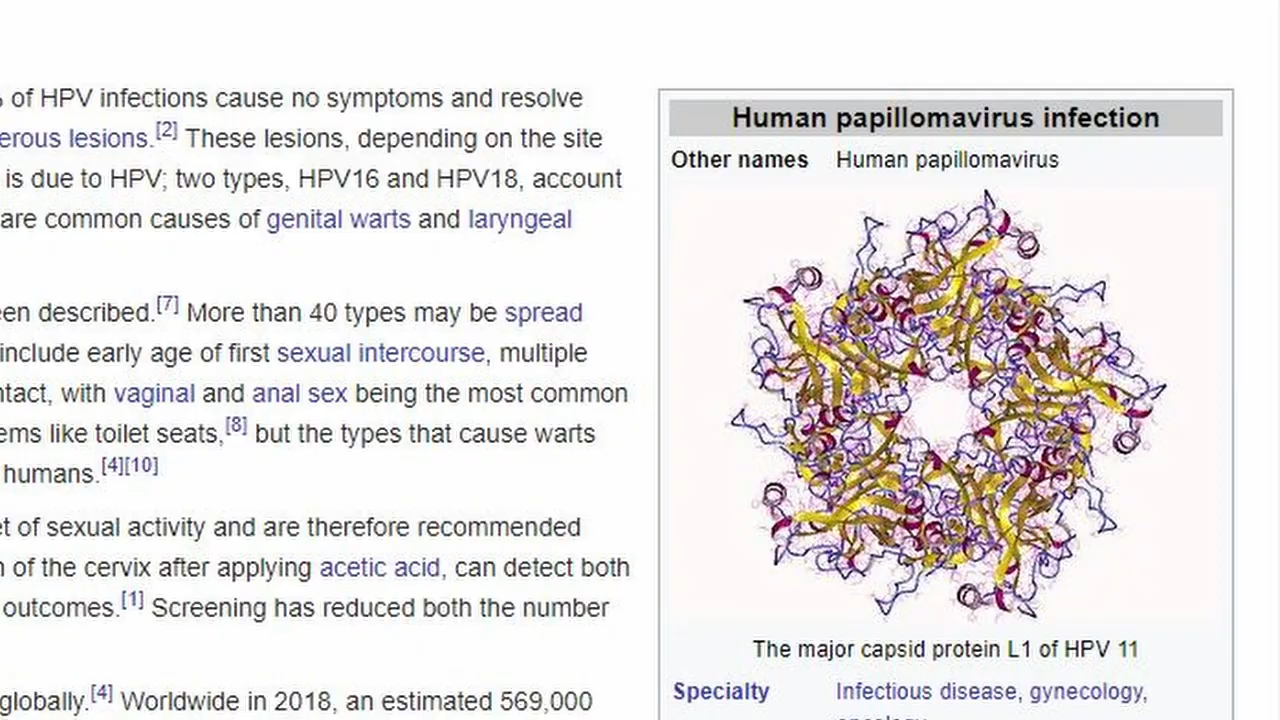 of HPV infections cause no symptoms and resolve
erous lesions.[2] These lesions, depending on the site
is due to HPV; two types, HPV16 and HPV18, account
are common causes of genital warts and laryngeal
een described.[7] More than 40 types may be spread
include early age of first sexual intercourse, multiple
ntact, with vaginal and anal sex being the most common
ems like toilet seats,[8] but the types that cause warts
humans.[4][10]
et of sexual activity and are therefore recommended
n of the cervix after applying acetic acid, can detect both
outcomes.[1] Screening has reduced both the number
globally.[4] Worldwide in 2018, an estimated 569,000
Human papillomavirus infection
Other names Human papillomavirus
The major capsid protein L1 of HPV 11
Specialty Infectious disease, gynecology,